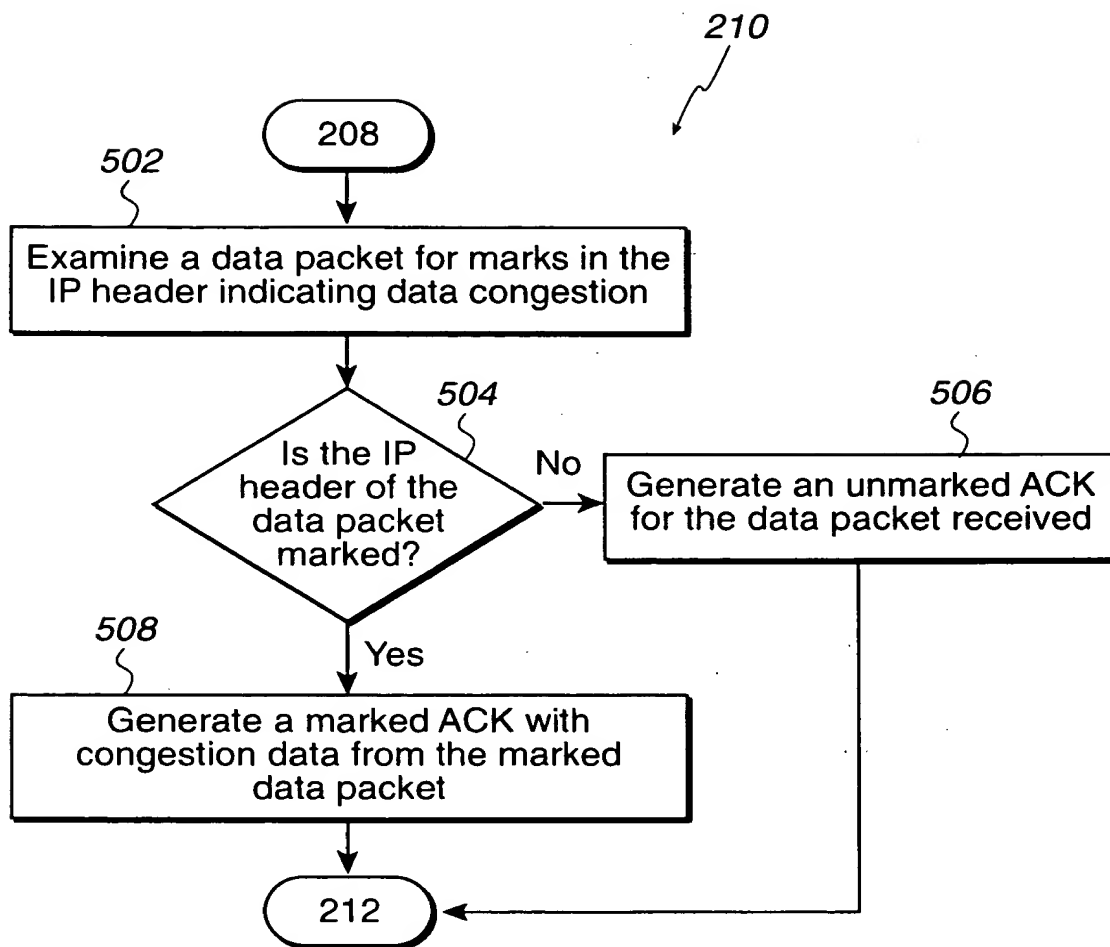 210
208
502
Examine a data packet for marks in the
IP header indicating data congestion
504
Is the IP
header of the
data packet
marked?
No
506
Generate an unmarked ACK
for the data packet received
Yes
508
Generate a marked ACK with
congestion data from the marked
data packet
212